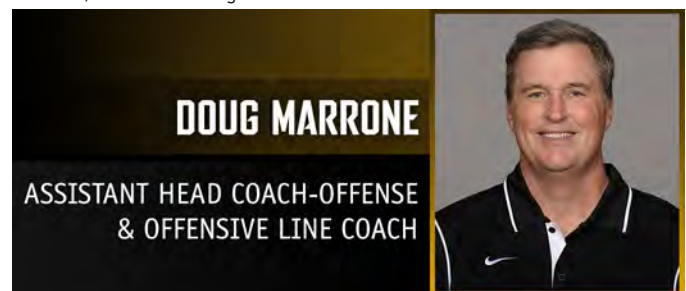 DOUG MARRONE
ASSISTANT HEAD COACH-OFFENSE
& OFFENSIVE LINE COACH